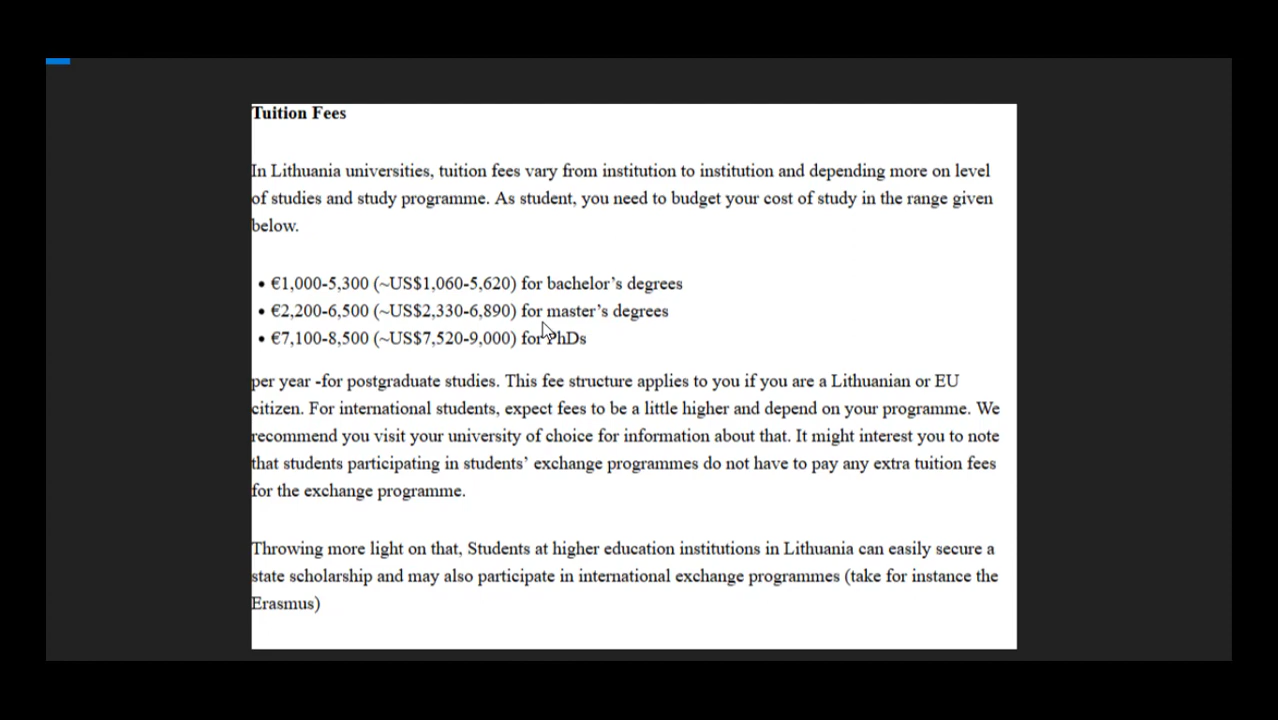 Tuition Fees
In Lithuania universities, tuition fees vary from institution to institution and depending more on level
of studies and study programme. As student, you need to budget your cost of study in the range given
below.
• €1,000-5,300 (~US$1,060-5,620) for bachelor’s degrees
• €2,200-6,500 (~US$2,330-6,890) for master’s degrees
• €7,100-8,500 (~US$7,520-9,000) for PhDs
per year -for postgraduate studies. This fee structure applies to you if you are a Lithuanian or EU
citizen. For international students, expect fees to be a little higher and depend on your programme. We
recommend you visit your university of choice for information about that. It might interest you to note
that students participating in students’ exchange programmes do not have to pay any extra tuition fees
for the exchange programme.
Throwing more light on that, Students at higher education institutions in Lithuania can easily secure a
state scholarship and may also participate in international exchange programmes (take for instance the
Erasmus)